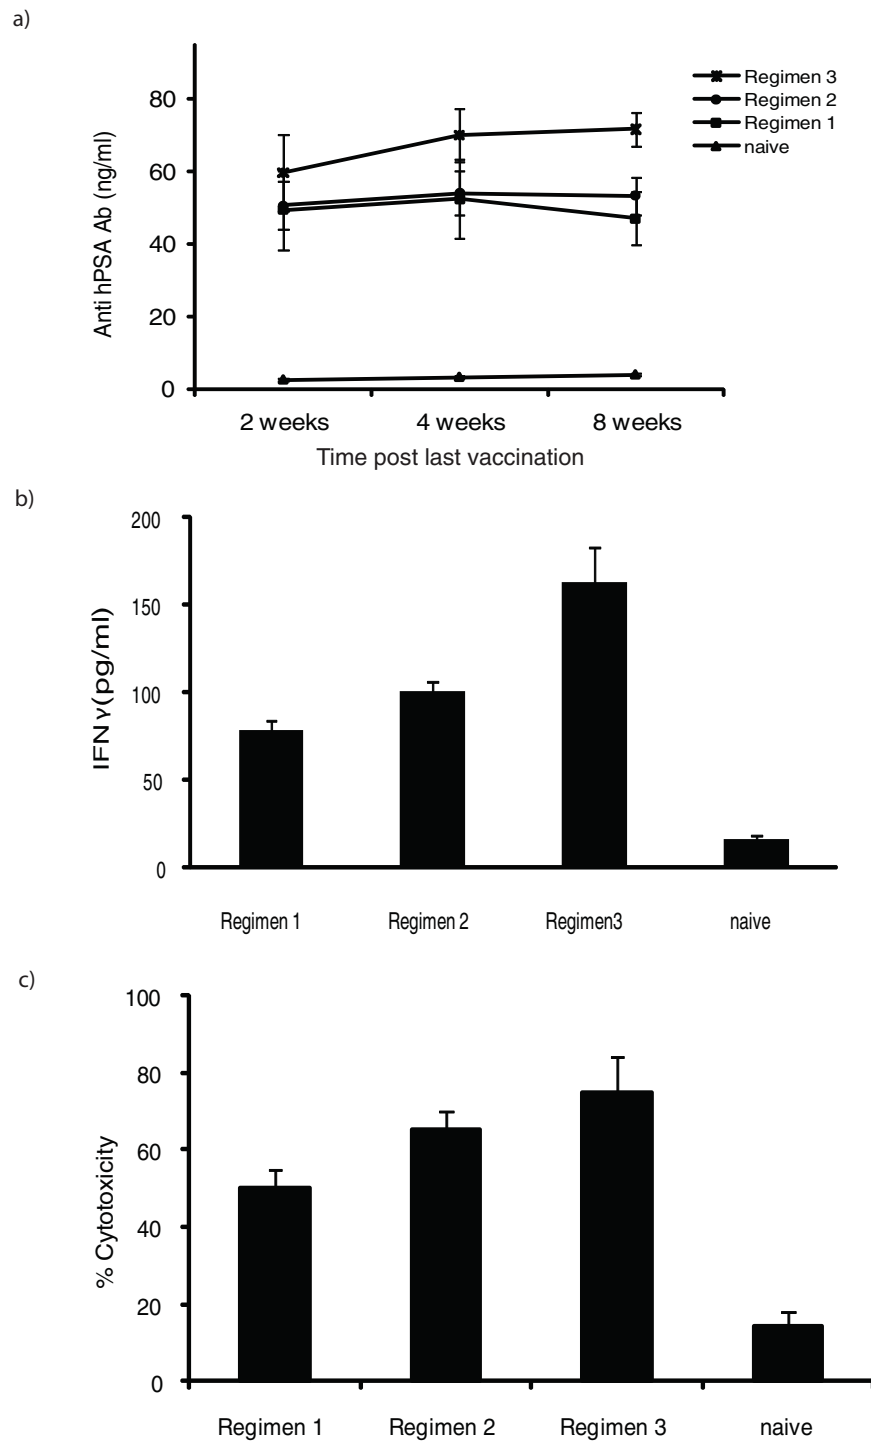 a)
Anti hPSA Ab (ng/ml)
80
60
40
20
0
Regimen 3
Regimen 2
Regimen 1
naive
2 weeks 4 weeks 8 weeks
Time post last vaccination
b)
IFNγ(pg/ml)
200
150
100
50
0
Regimen 1 Regimen 2 Regimen3 naive
c)
% Cytotoxicity
100
80
60
40
20
0
Regimen 1 Regimen 2 Regimen 3 naive